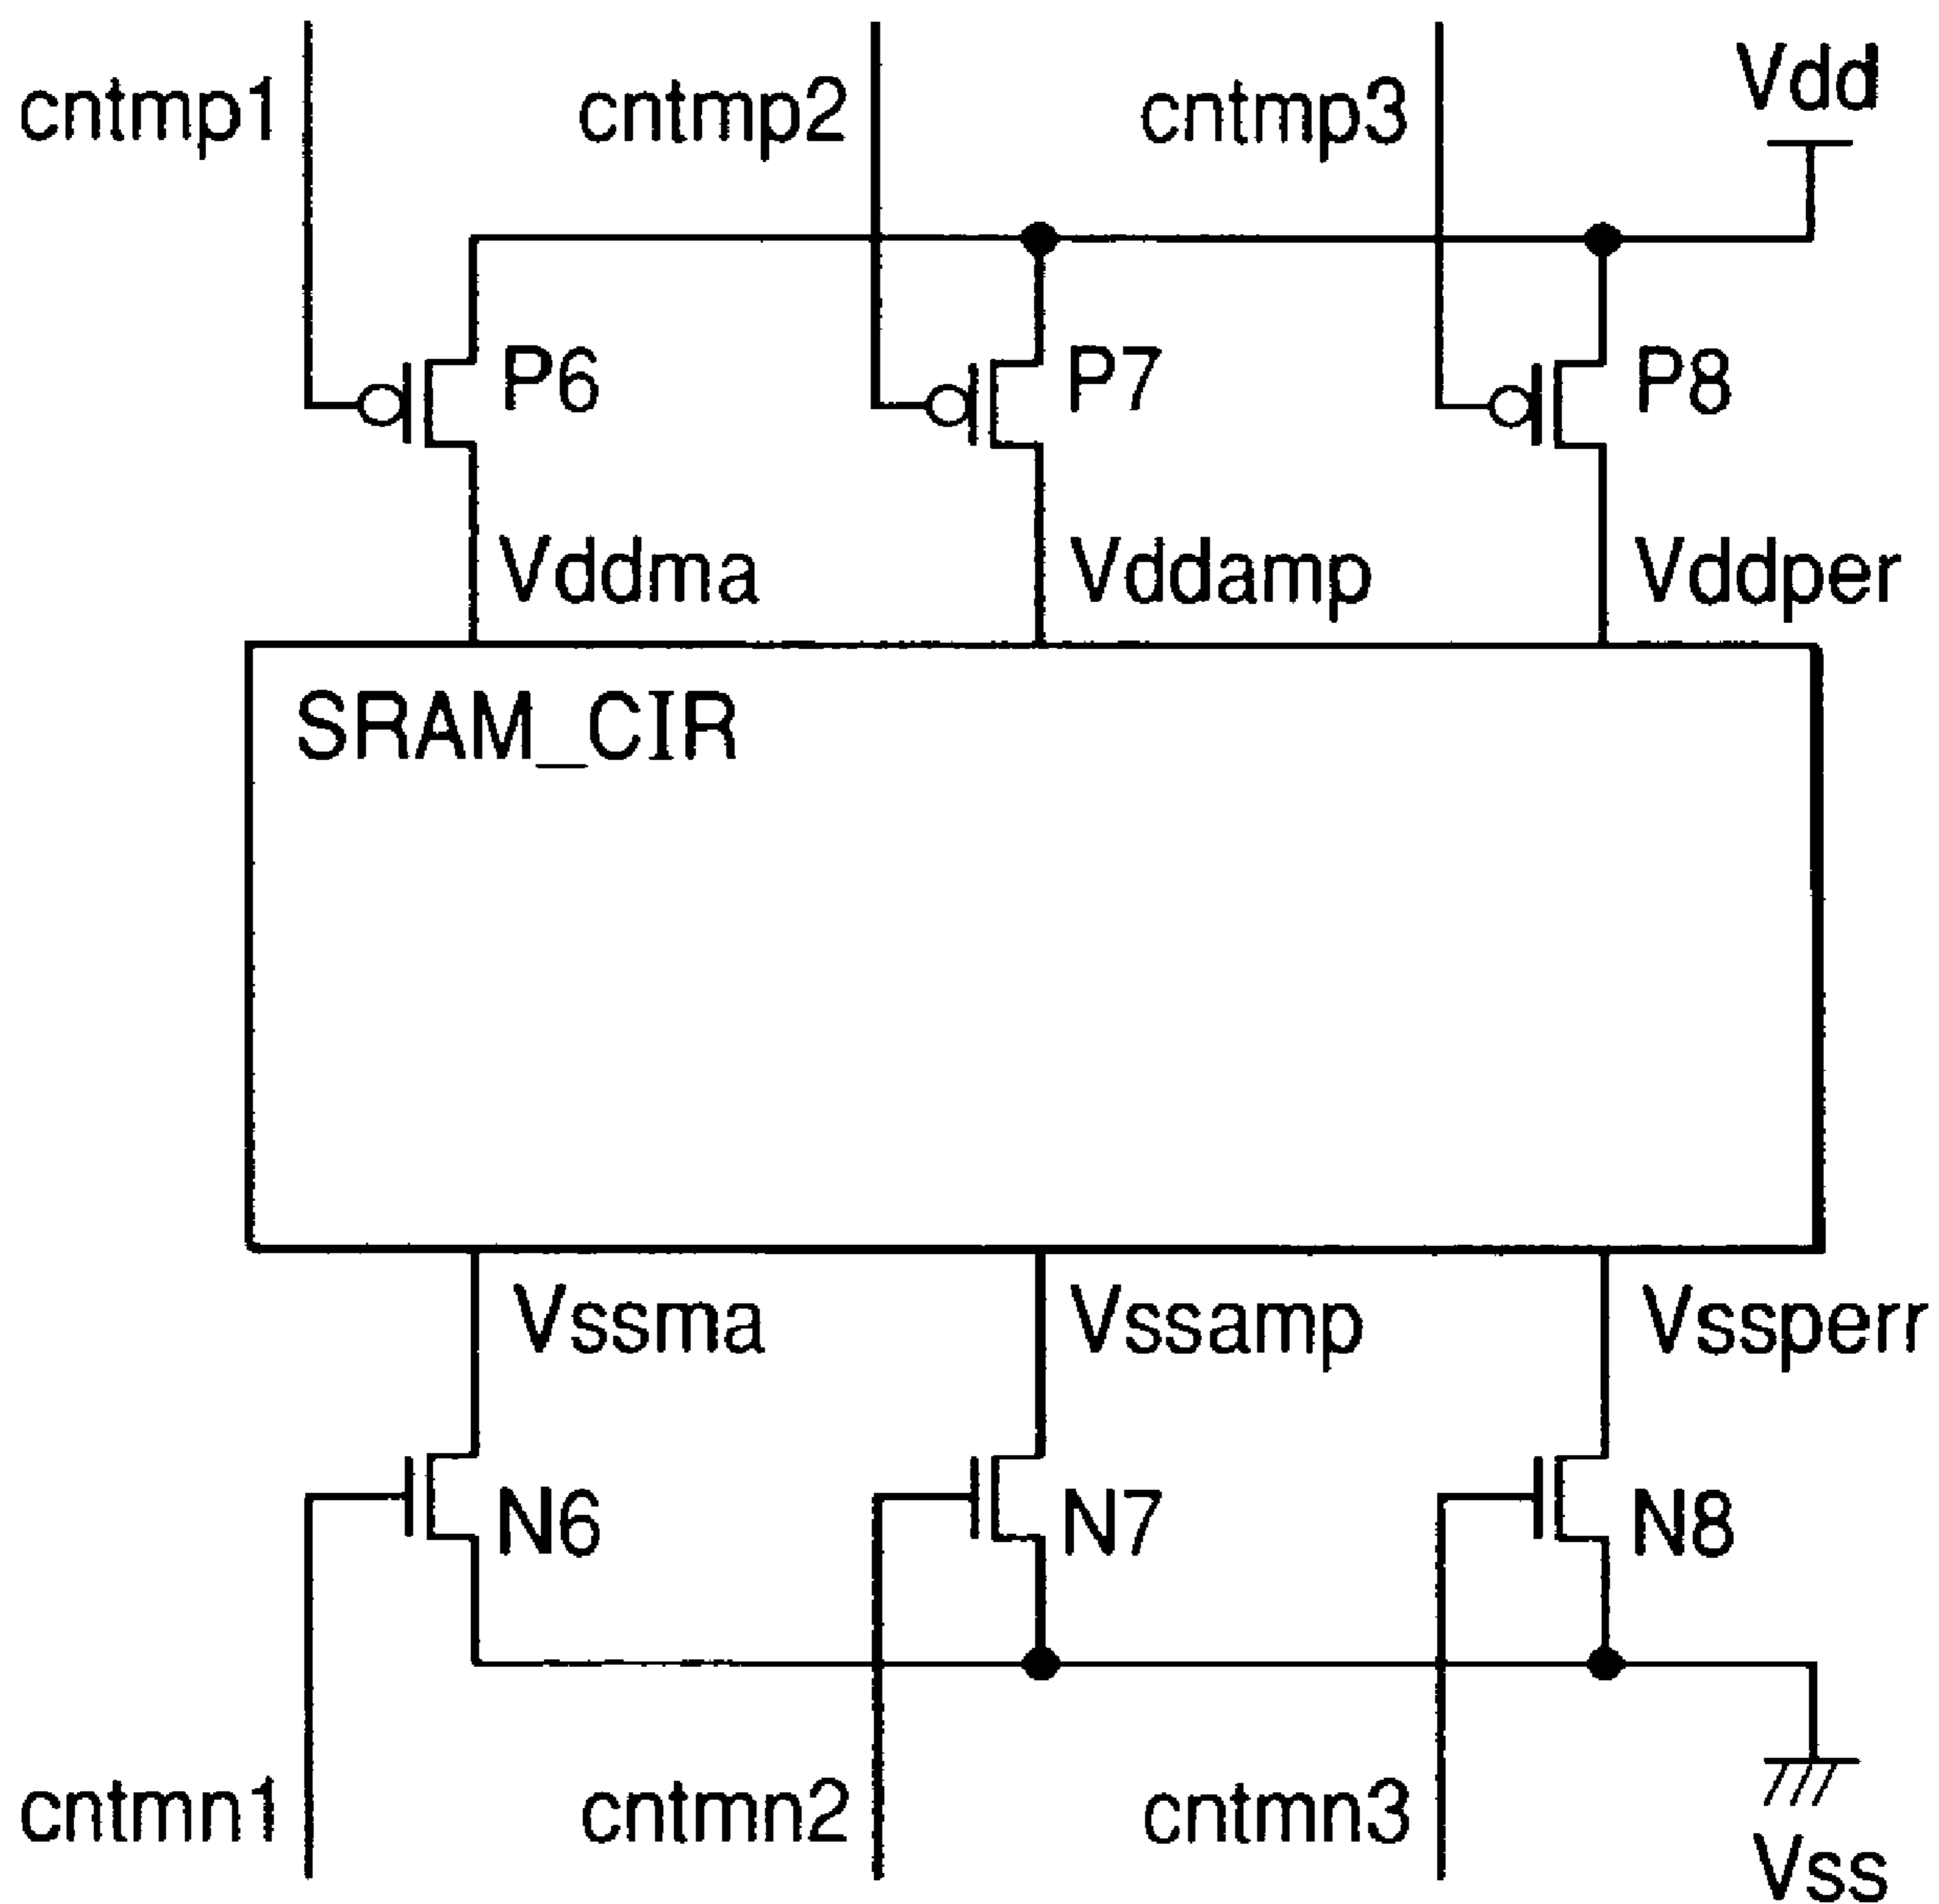 cntmp1 cntmp2 cntmp3 Vdd
P6 P7 P8
Vddma Vddamp Vddper
SRAM_CIR
Vssma Vssamp Vssperr
N6 N7 N8
cntmn1 cntmn2 cntmn3
Vss